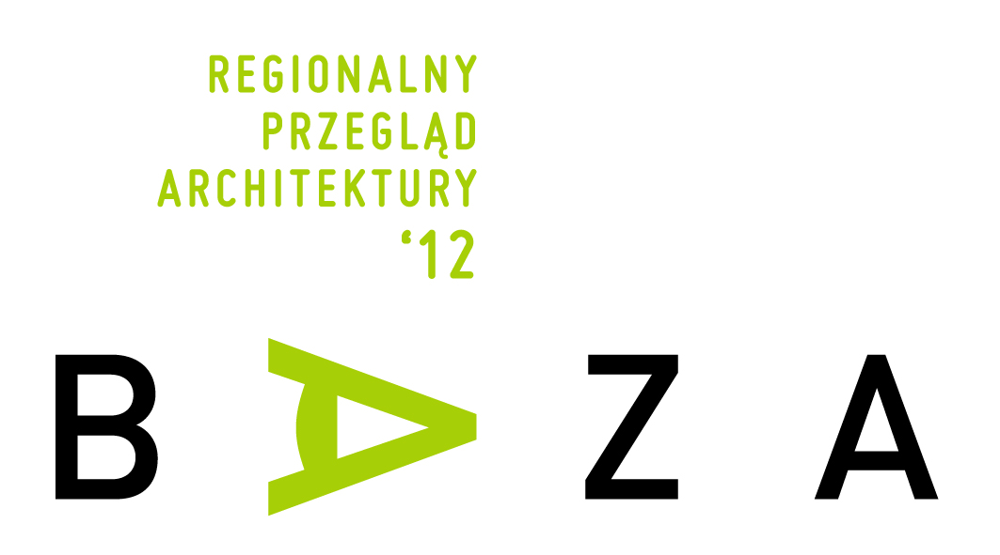 REGIONALNY
PRZEGLĄD
ARCHITEKTURY
‘12
BAZA